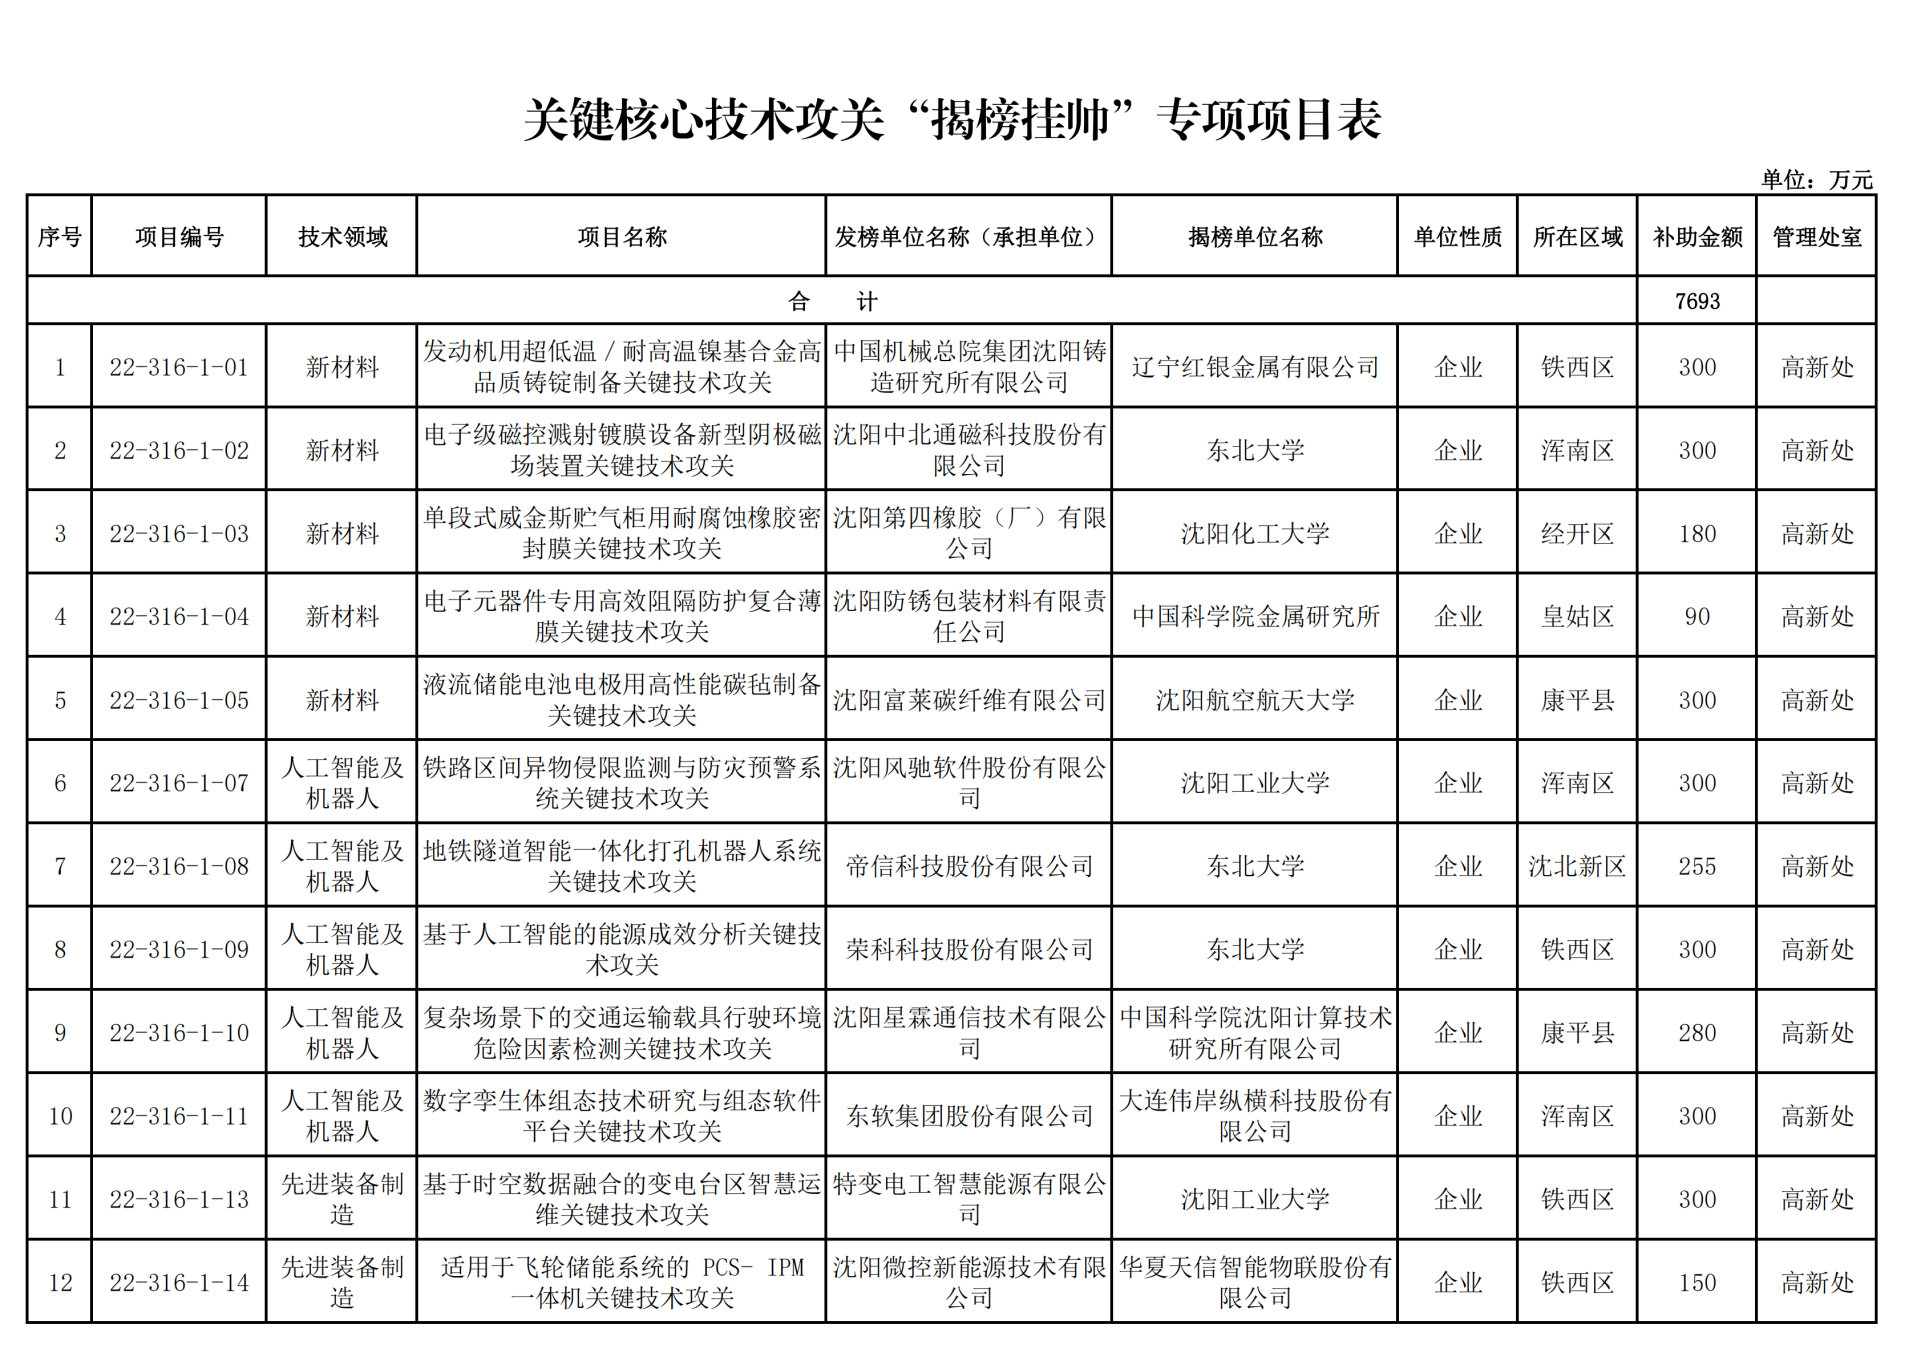 关键核心技术攻关“揭榜挂帅”专项项目表
单位：万元
序号 项目编号 技术领域 项目名称 发榜单位名称（承担单位） 揭榜单位名称 单位性质 所在区域 补助金额 管理处室
合 计 7693
1 22-316-1-01 新材料 发动机用超低温／耐高温镍基合金高品质铸锭制备关键技术攻关 中国机械总院集团沈阳铸造研究所有限公司 辽宁红银金属有限公司 企业 铁西区 300 高新处
2 22-316-1-02 新材料 电子级磁控溅射镀膜设备新型阴极磁场装置关键技术攻关 沈阳中北通磁科技股份有限公司 东北大学 企业 浑南区 300 高新处
3 22-316-1-03 新材料 单段式威金斯贮气柜用耐腐蚀橡胶密封膜关键技术攻关 沈阳第四橡胶（厂）有限公司 沈阳化工大学 企业 经开区 180 高新处
4 22-316-1-04 新材料 电子元器件专用高效阻隔防护复合薄膜关键技术攻关 沈阳防锈包装材料有限责任公司 中国科学院金属研究所 企业 皇姑区 90 高新处
5 22-316-1-05 新材料 液流储能电池电极用高性能碳毡制备关键技术攻关 沈阳富莱碳纤维有限公司 沈阳航空航天大学 企业 康平县 300 高新处
6 22-316-1-07 人工智能及机器人 铁路区间异物侵限监测与防灾预警系统关键技术攻关 沈阳风驰软件股份有限公司 沈阳工业大学 企业 浑南区 300 高新处
7 22-316-1-08 人工智能及机器人 地铁隧道智能一体化打孔机器人系统关键技术攻关 帝信科技股份有限公司 东北大学 企业 沈北新区 255 高新处
8 22-316-1-09 人工智能及机器人 基于人工智能的能源成效分析关键技术攻关 荣科科技股份有限公司 东北大学 企业 铁西区 300 高新处
9 22-316-1-10 人工智能及机器人 复杂场景下的交通运输载具行驶环境危险因素检测关键技术攻关 沈阳星霖通信技术有限公司 中国科学院沈阳计算技术研究所有限公司 企业 康平县 280 高新处
10 22-316-1-11 人工智能及机器人 数字孪生体组态技术研究与组态软件平台关键技术攻关 东软集团股份有限公司 大连伟岸纵横科技股份有限公司 企业 浑南区 300 高新处
11 22-316-1-13 先进装备制造 基于时空数据融合的变电台区智慧运维关键技术攻关 特变电工智慧能源有限公司 沈阳工业大学 企业 铁西区 300 高新处
12 22-316-1-14 先进装备制造 适用于飞轮储能系统的 PCS- IPM 一体机关键技术攻关 沈阳微控新能源技术有限公司 华夏天信智能物联股份有限公司 企业 铁西区 150 高新处